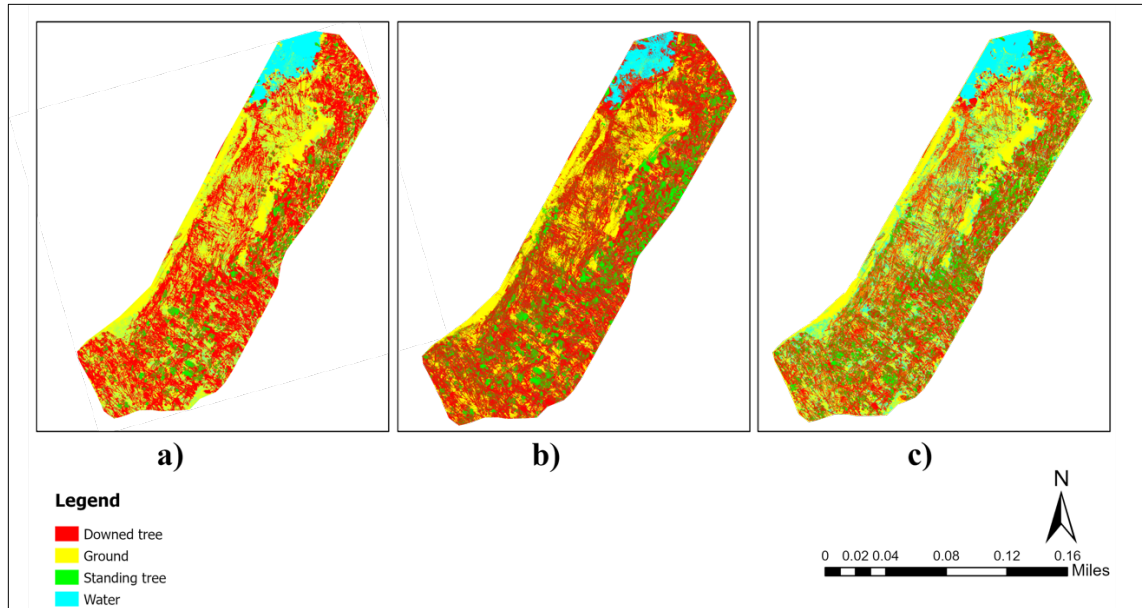 a)
b)
c)
Legend
Downed tree
Ground
Standing tree
Water
N
0 0.02 0.04 0.08 0.12 0.16
Miles